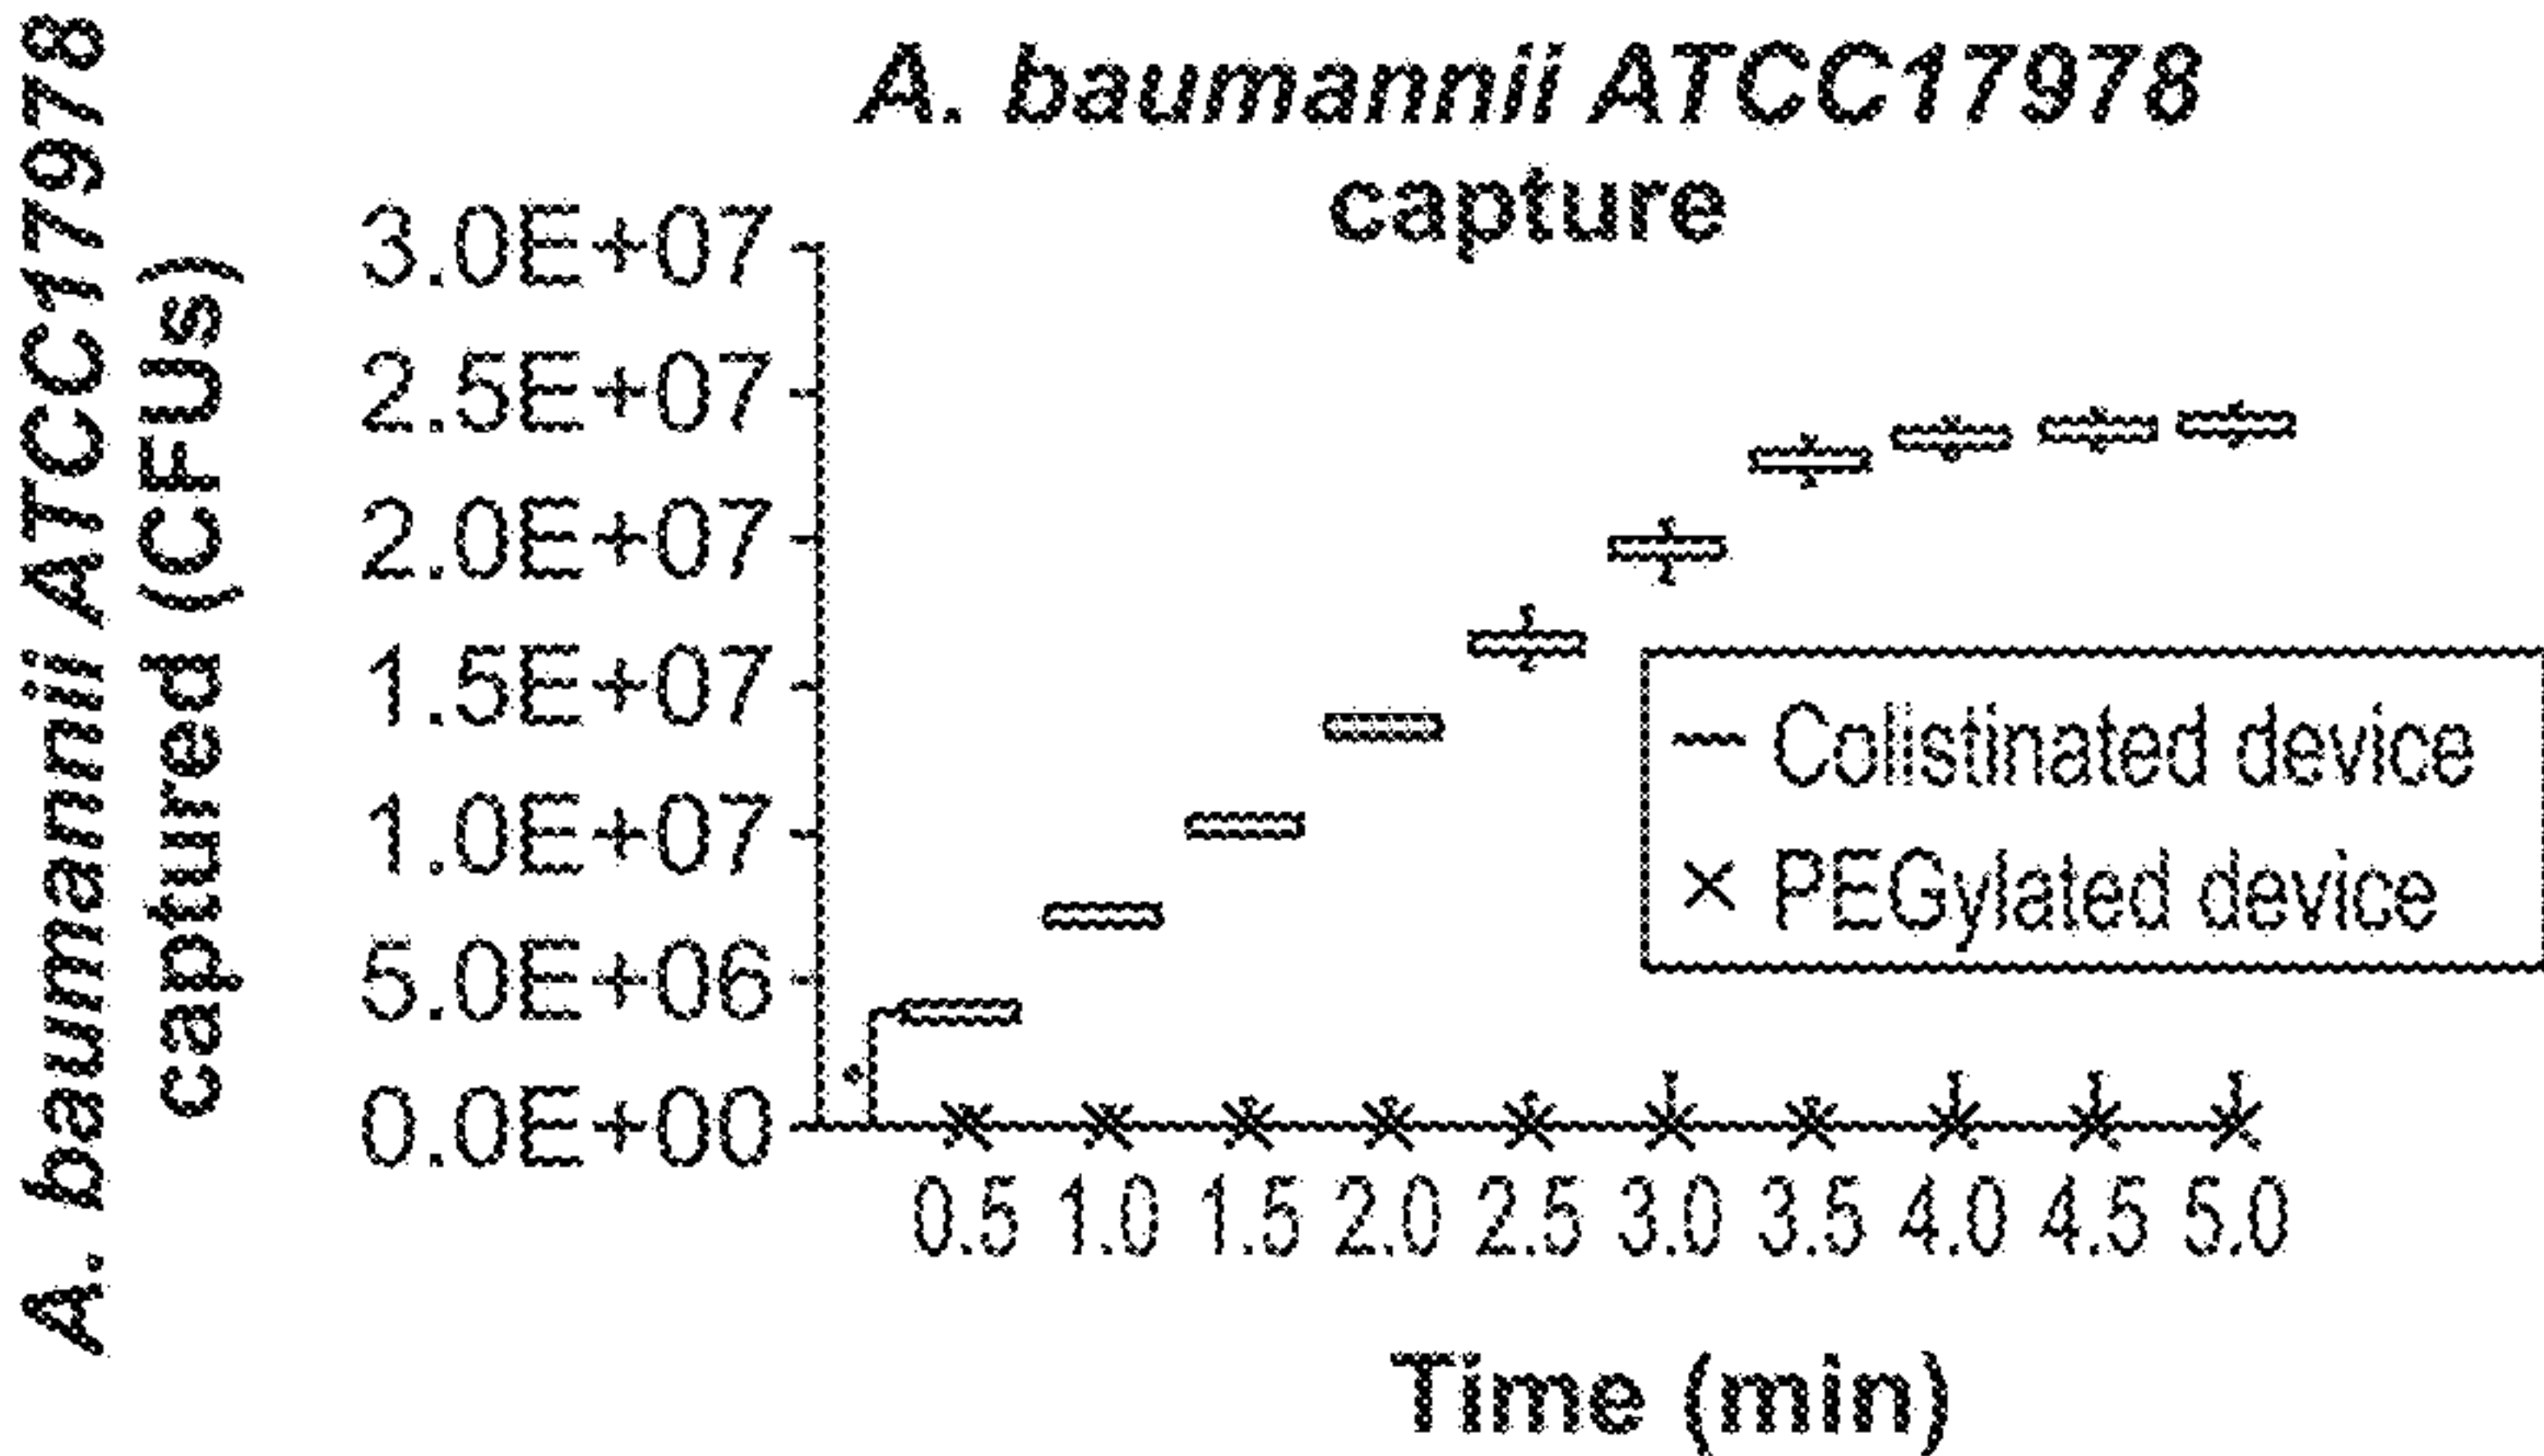 A. baumannii ATCC17978
capture
A. baumannii ATCC17978
captured (CFUs)
3.0E+07
2.5E+07
2.0E+07
1.5E+07
1.0E+07
5.0E+06
0.0E+00
Colistinated device
PEGylated device
0.5 1.0 1.5 2.0 2.5 3.0 3.5 4.0 4.5 5.0
Time (min)